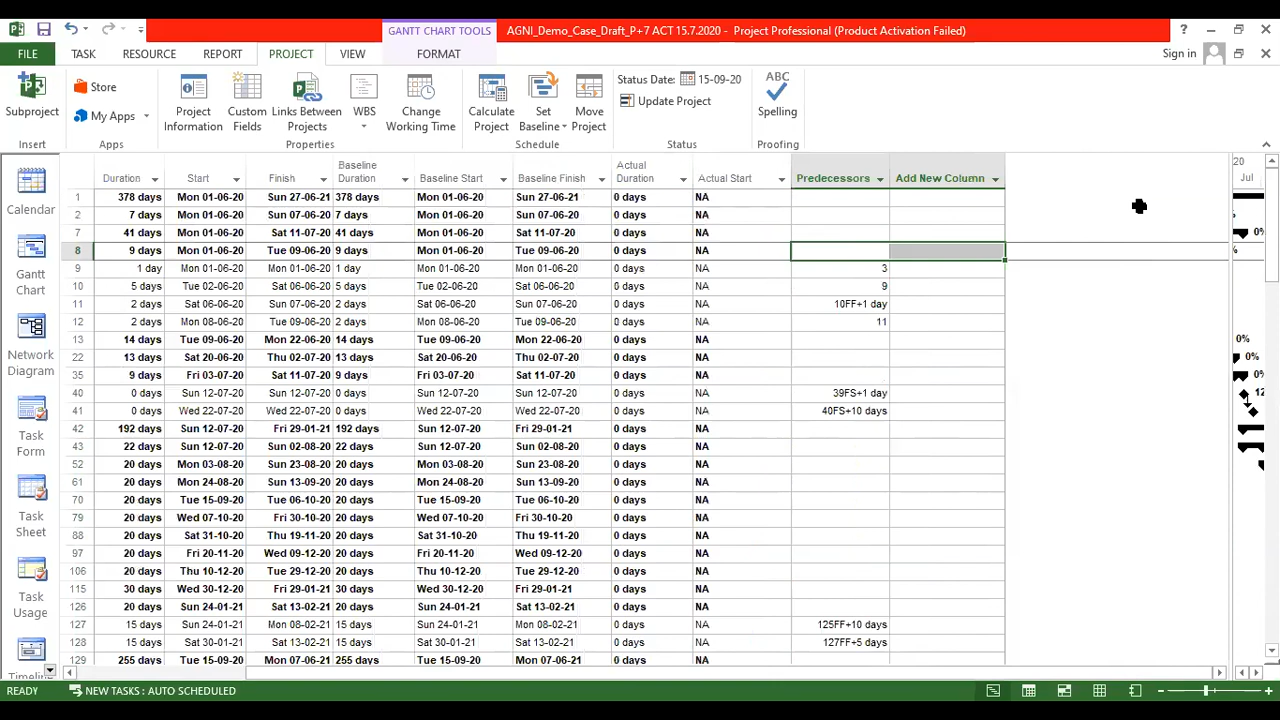 GANTT CHART TOOLS
AGNI_Demo_Case_Draft_P+7 ACT 15.7.2020 - Project Professional (Product Activation Failed)
FILE TASK RESOURCE REPORT PROJECT VIEW FORMAT Sign in
Subproject
Store
My Apps
Project Information
Custom Fields
Links Between Projects
WBS
Change Working Time
Calculate Project
Set Baseline
Move Project
Status Date: 15-09-20
Update Project
ABC
Spelling
Insert Apps Properties Schedule Status Proofing
Calendar
Gantt Chart
Network Diagram
Task Form
Task Sheet
Task Usage
Timeline
Duration Start Finish Baseline Duration Baseline Start Baseline Finish Actual Duration Actual Start Predecessors Add New Column
20
Jul
1 378 days Mon 01-06-20 Sun 27-06-21 378 days Mon 01-06-20 Sun 27-06-21 0 days NA
2 7 days Mon 01-06-20 Sun 07-06-20 7 days Mon 01-06-20 Sun 07-06-20 0 days NA
7 41 days Mon 01-06-20 Sat 11-07-20 41 days Mon 01-06-20 Sat 11-07-20 0 days NA 0%
8 9 days Mon 01-06-20 Tue 09-06-20 9 days Mon 01-06-20 Tue 09-06-20 0 days NA %
9 1 day Mon 01-06-20 Mon 01-06-20 1 day Mon 01-06-20 Mon 01-06-20 0 days NA 3
10 5 days Tue 02-06-20 Sat 06-06-20 5 days Tue 02-06-20 Sat 06-06-20 0 days NA 9
11 2 days Sat 06-06-20 Sun 07-06-20 2 days Sat 06-06-20 Sun 07-06-20 0 days NA 10FF+1 day
12 2 days Mon 08-06-20 Tue 09-06-20 2 days Mon 08-06-20 Tue 09-06-20 0 days NA 11
13 14 days Tue 09-06-20 Mon 22-06-20 14 days Tue 09-06-20 Mon 22-06-20 0 days NA 0%
22 13 days Sat 20-06-20 Thu 02-07-20 13 days Sat 20-06-20 Thu 02-07-20 0 days NA 0%
35 9 days Fri 03-07-20 Sat 11-07-20 9 days Fri 03-07-20 Sat 11-07-20 0 days NA 0%
40 0 days Sun 12-07-20 Sun 12-07-20 0 days Sun 12-07-20 Sun 12-07-20 0 days NA 39FS+1 day 12
41 0 days Wed 22-07-20 Wed 22-07-20 0 days Wed 22-07-20 Wed 22-07-20 0 days NA 40FS+10 days
42 192 days Sun 12-07-20 Fri 29-01-21 192 days Sun 12-07-20 Fri 29-01-21 0 days NA
43 22 days Sun 12-07-20 Sun 02-08-20 22 days Sun 12-07-20 Sun 02-08-20 0 days NA
52 20 days Mon 03-08-20 Sun 23-08-20 20 days Mon 03-08-20 Sun 23-08-20 0 days NA
61 20 days Mon 24-08-20 Sun 13-09-20 20 days Mon 24-08-20 Sun 13-09-20 0 days NA
70 20 days Tue 15-09-20 Tue 06-10-20 20 days Tue 15-09-20 Tue 06-10-20 0 days NA
79 20 days Wed 07-10-20 Fri 30-10-20 20 days Wed 07-10-20 Fri 30-10-20 0 days NA
88 20 days Sat 31-10-20 Thu 19-11-20 20 days Sat 31-10-20 Thu 19-11-20 0 days NA
97 20 days Fri 20-11-20 Wed 09-12-20 20 days Fri 20-11-20 Wed 09-12-20 0 days NA
106 20 days Thu 10-12-20 Tue 29-12-20 20 days Thu 10-12-20 Tue 29-12-20 0 days NA
115 30 days Wed 30-12-20 Fri 29-01-21 30 days Wed 30-12-20 Fri 29-01-21 0 days NA
126 20 days Sun 24-01-21 Sat 13-02-21 20 days Sun 24-01-21 Sat 13-02-21 0 days NA
127 15 days Sun 24-01-21 Mon 08-02-21 15 days Sun 24-01-21 Mon 08-02-21 0 days NA 125FF+10 days
128 15 days Sat 30-01-21 Sat 13-02-21 15 days Sat 30-01-21 Sat 13-02-21 0 days NA 127FF+5 days
129 255 days Tue 15-09-20 Mon 07-06-21 255 days Tue 15-09-20 Mon 07-06-21 0 days NA
READY NEW TASKS : AUTO SCHEDULED